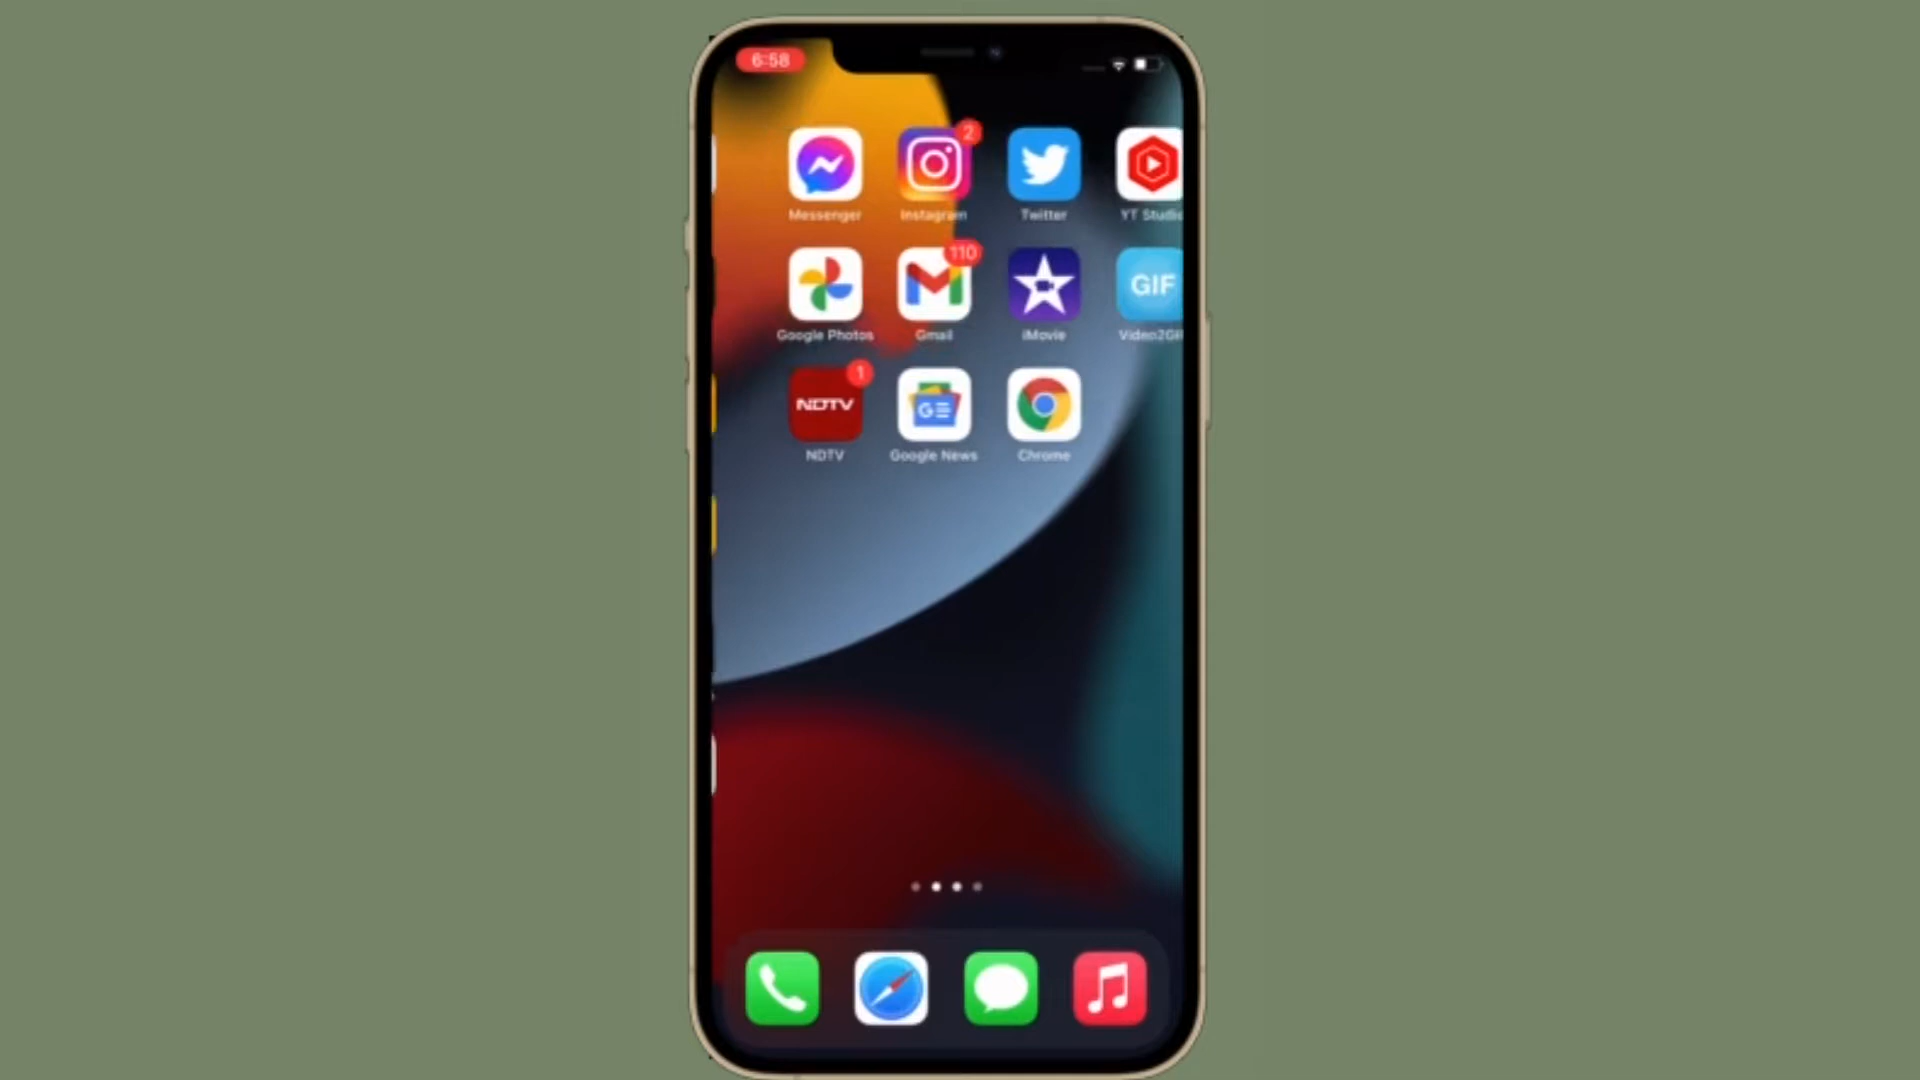 6:58
2
Messenger Instagram Twitter YT Studio
110
GIF
Google Photos Gmail iMovie Video2GIF
1
NDTV
GE
NDTV Google News Chrome